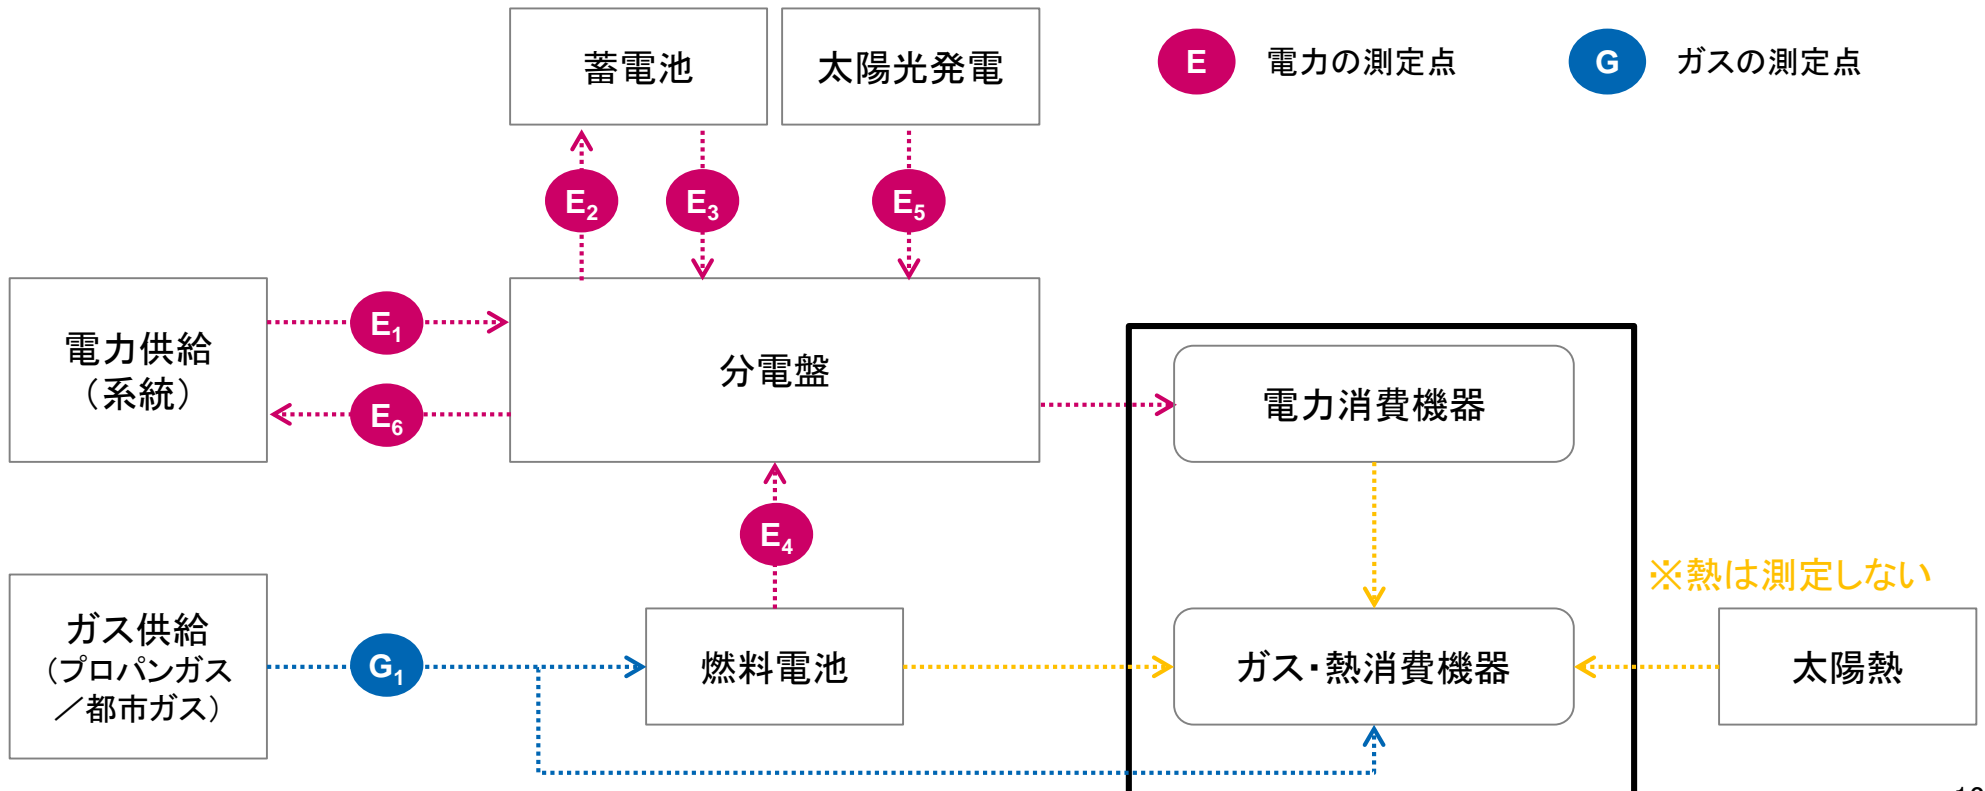 蓄電池
太陽光発電
E 電力の測定点
G ガスの測定点
E2
E3
E5
電力供給
（系統）
E1
E6
分電盤
電力消費機器
E4
※熱は測定しない
ガス供給
（プロパンガス
／都市ガス）
G1
燃料電池
ガス・熱消費機器
太陽熱